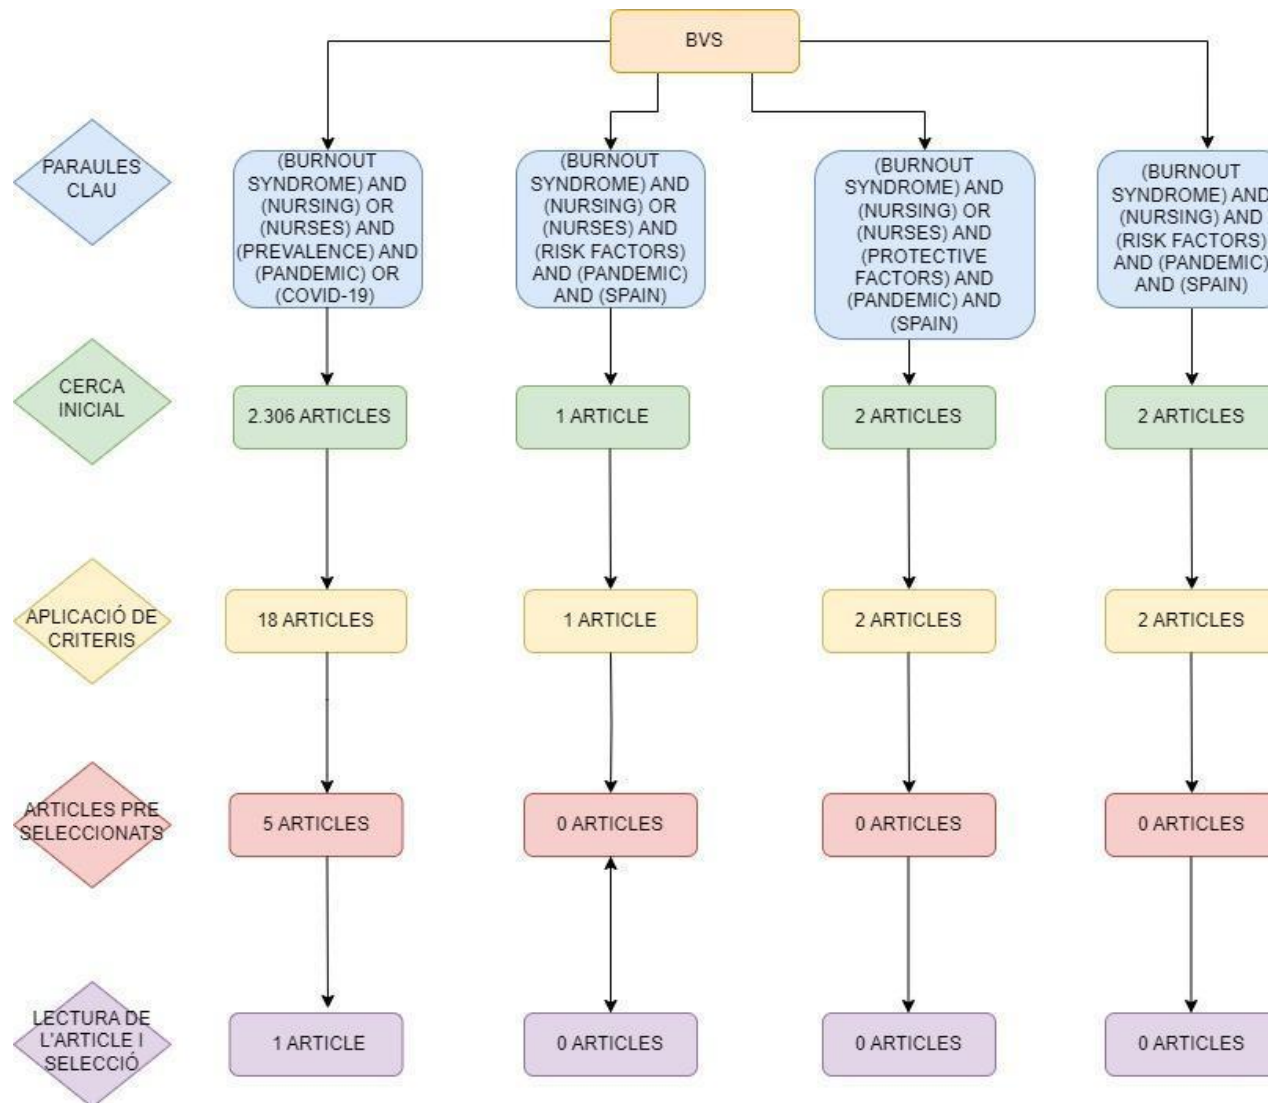 BVS
PARAULES
CLAU
(BURNOUT
SYNDROME) AND
(NURSING) OR
(NURSES) AND
(PREVALENCE) AND
(PANDEMIC) OR
(COVID-19)
(BURNOUT
SYNDROME) AND
(NURSING) OR
(NURSES) AND
(RISK FACTORS)
AND (PANDEMIC)
AND (SPAIN)
(BURNOUT
SYNDROME) AND
(NURSING) OR
(NURSES) AND
(PROTECTIVE
FACTORS) AND
(PANDEMIC) AND
(SPAIN)
(BURNOUT
SYNDROME) AND
(NURSING) AND
(RISK FACTORS)
AND (PANDEMIC)
AND (SPAIN)
CERCA
INICIAL
2.306 ARTICLES
1 ARTICLE
2 ARTICLES
2 ARTICLES
APLICACIÓ DE
CRITERIS
18 ARTICLES
1 ARTICLE
2 ARTICLES
2 ARTICLES
ARTICLES PRE
SELECCIONATS
5 ARTICLES
0 ARTICLES
0 ARTICLES
0 ARTICLES
LECTURA DE
L'ARTICLE I
SELECCIÓ
1 ARTICLE
0 ARTICLES
0 ARTICLES
0 ARTICLES